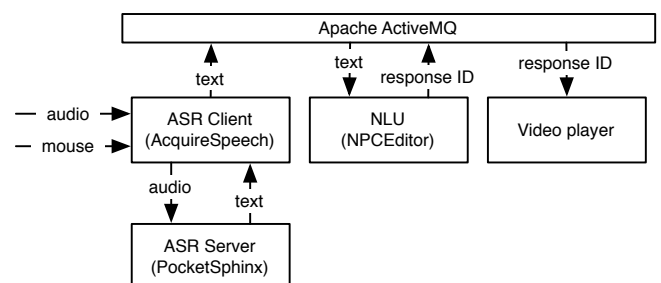 Apache ActiveMQ
text
text
response ID
response ID
audio
mouse
ASR Client
(AcquireSpeech)
NLU
(NPCEditor)
Video player
audio
text
ASR Server
(PocketSphinx)